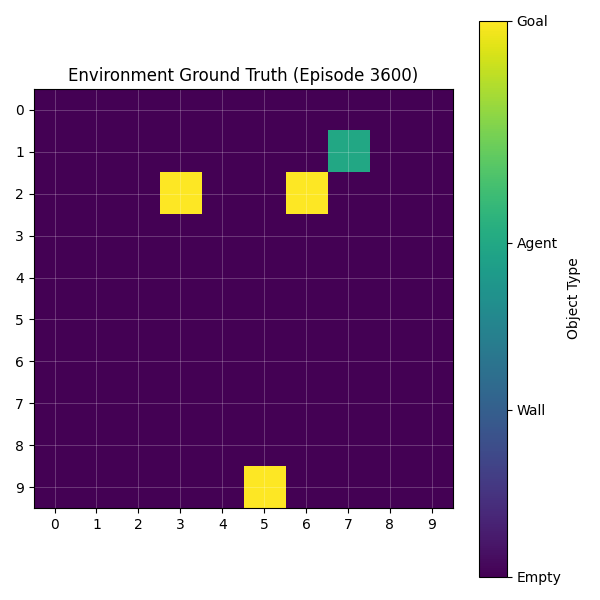 Environment Ground Truth (Episode 3600)
0
1
2
3
4
5
6
7
8
9
0 1 2 3 4 5 6 7 8 9
Goal
Agent
Wall
Empty
Object Type